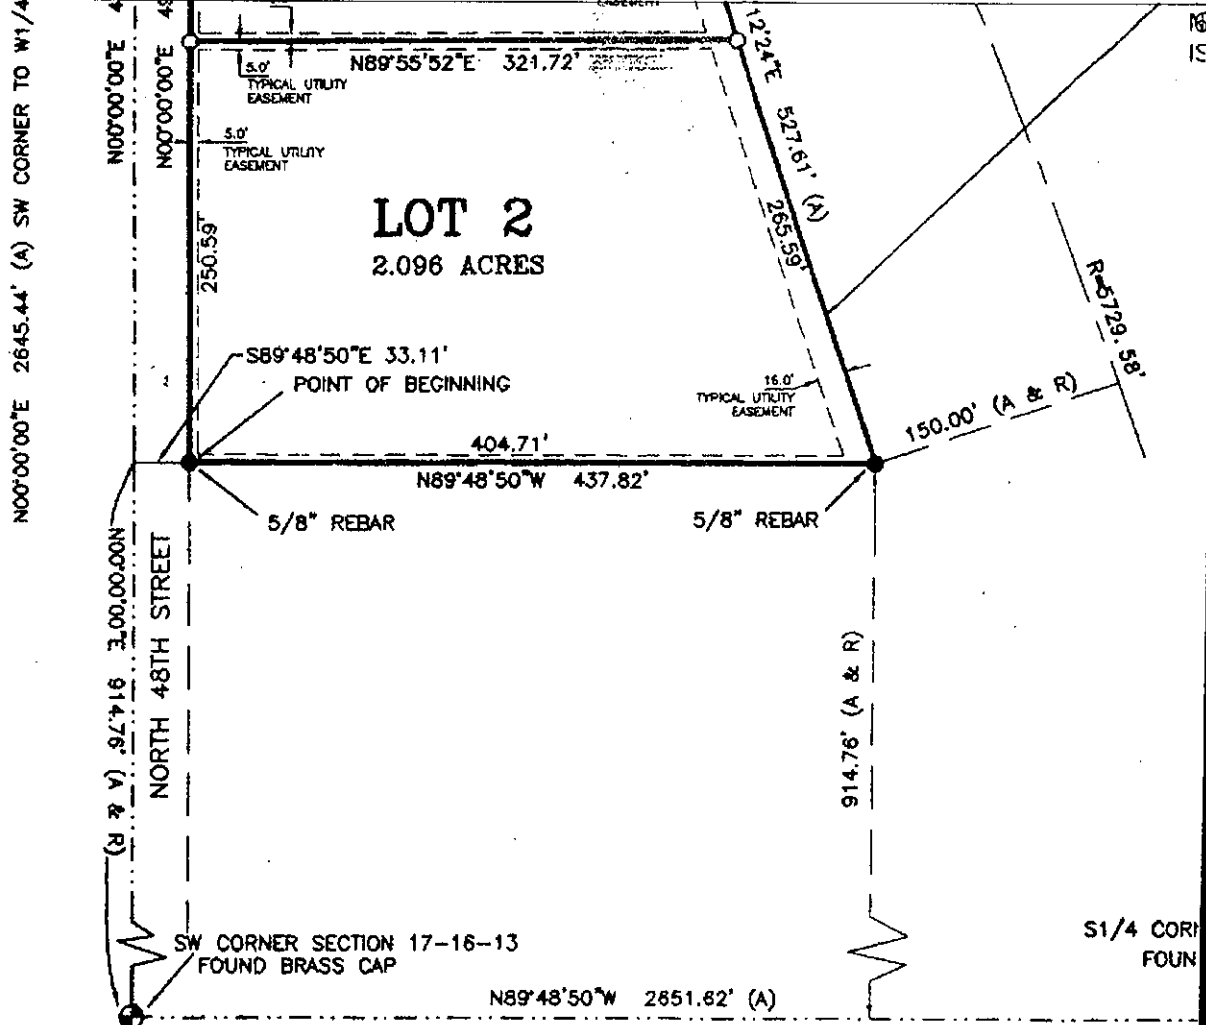 EASEMENT
N89°55'52"E 321.72'
5.0'
TYPICAL UTILITY
EASEMENT
5.0'
TYPICAL UTILITY
EASEMENT
N00°00'00"E 2645.44' (A) SW CORNER TO W1/4
N00°00'00"E 4
N00°00'00"E 49
12'24"E 527.61' (A)
265.59'
LOT 2
2.096 ACRES
250.59'
R=5729.58'
S89°48'50"E 33.11'
POINT OF BEGINNING
16.0'
TYPICAL UTILITY
EASEMENT
150.00' (A & R)
404.71'
N89°48'50"W 437.82'
5/8" REBAR
5/8" REBAR
N00°00'00"E 914.76' (A & R)
NORTH 48TH STREET
914.76' (A & R)
SW CORNER SECTION 17-16-13
FOUND BRASS CAP
S1/4 COR
FOUN
N89°48'50"W 2651.62' (A)